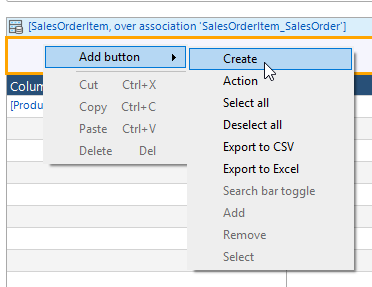 [SalesOrderItem, over association 'SalesOrderItem_SalesOrder']
Add button
Cut Ctrl+X
Copy Ctrl+C
Paste Ctrl+V
Delete Del
Create
Action
Select all
Deselect all
Export to CSV
Export to Excel
Search bar toggle
Add
Remove
Select
Colum
[Produ